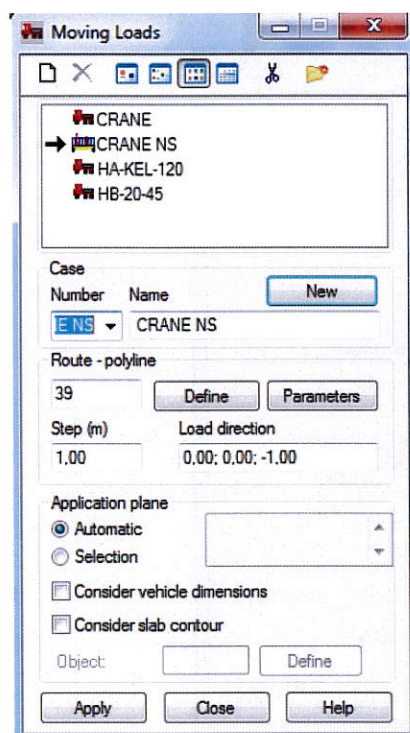 Moving Loads
CRANE
CRANE NS
HA-KEL-120
HB-20-45
Case
Number Name New
E NS CRANE NS
Route - polyline
39 Define Parameters
Step (m) Load direction
1.00 0.00; 0.00; -1.00
Application plane
Automatic
Selection
Consider vehicle dimensions
Consider slab contour
Object: Define
Apply Close Help